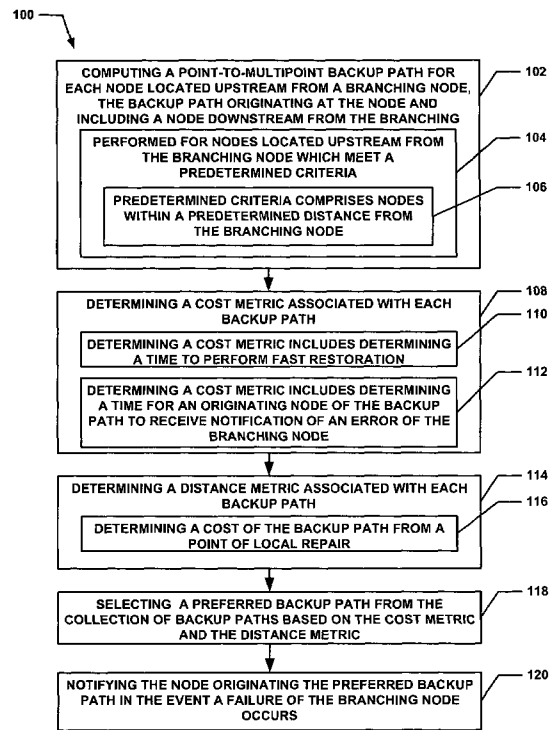 100
COMPUTING A POINT-TO-MULTIPOINT BACKUP PATH FOR
EACH NODE LOCATED UPSTREAM FROM A BRANCHING NODE,
THE BACKUP PATH ORIGINATING AT THE NODE AND
INCLUDING A NODE DOWNSTREAM FROM THE BRANCHING
102
PERFORMED FOR NODES LOCATED UPSTREAM FROM
THE BRANCHING NODE WHICH MEET A
PREDETERMINED CRITERIA
104
PREDETERMINED CRITERIA COMPRISES NODES
WITHIN A PREDETERMINED DISTANCE FROM
THE BRANCHING NODE
106
DETERMINING A COST METRIC ASSOCIATED WITH EACH
BACKUP PATH
108
DETERMINING A COST METRIC INCLUDES DETERMINING
A TIME TO PERFORM FAST RESTORATION
110
DETERMINING A COST METRIC INCLUDES DETERMINING
A TIME FOR AN ORIGINATING NODE OF THE BACKUP
PATH TO RECEIVE NOTIFICATION OF AN ERROR OF THE
BRANCHING NODE
112
DETERMINING A DISTANCE METRIC ASSOCIATED WITH EACH
BACKUP PATH
114
DETERMINING A COST OF THE BACKUP PATH FROM A
POINT OF LOCAL REPAIR
116
SELECTING A PREFERRED BACKUP PATH FROM THE
COLLECTION OF BACKUP PATHS BASED ON THE COST METRIC
AND THE DISTANCE METRIC
118
NOTIFYING THE NODE ORIGINATING THE PREFERRED BACKUP
PATH IN THE EVENT A FAILURE OF THE BRANCHING NODE
OCCURS
120